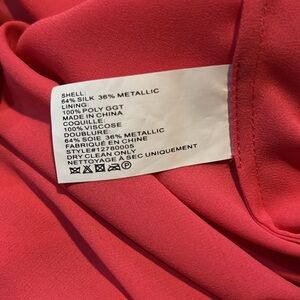 SHELL:
64% SILK 36% METALLIC
LINING:
100% POLY GGT
MADE IN CHINA
COQUILLE:
100% VISCOSE
DOUBLURE:
64% SOIE 36% METALLIC
FABRIQUÉ EN CHINE
STYLE#12780005
DRY CLEAN ONLY
NETTOYAGE A SEC UNIQUEMENT